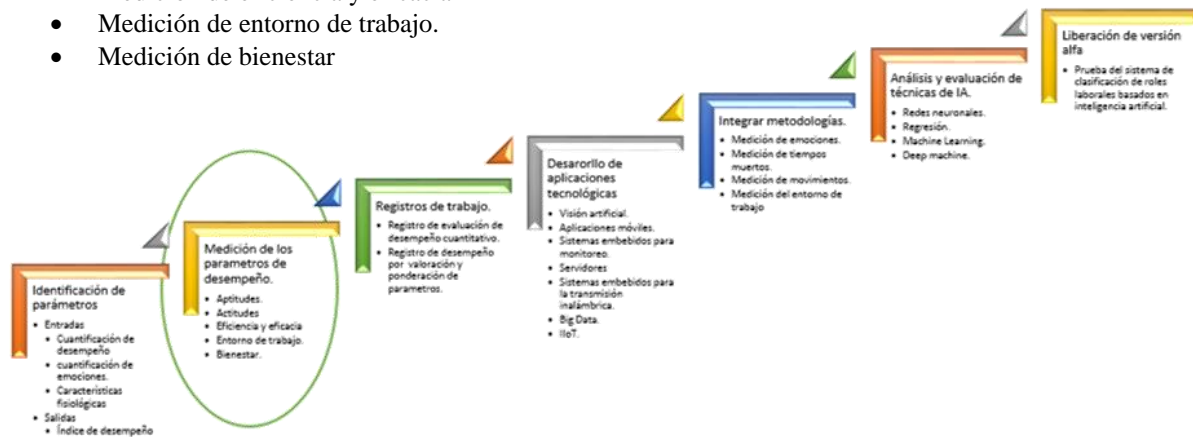 • Medición de entorno de trabajo.
• Medición de bienestar
Identificación de
parámetros
• Entradas
• Cuantificación de
desempeño
• cuantificación de
emociones.
• Características
fisiológicas
• Salidas
• Índice de desempeño
Medición de los
parametros de
desempeño.
• Aptitudes.
• Actitudes
• Eficiencia y eficacia
• Entorno de trabajo.
• Bienestar.
Registros de trabajo.
• Registro de evaluación de
desempeño cuantitativo.
• Registro de desempeño
por valoración y
ponderación de
parametros.
Desarorllo de
aplicaciones
tecnológicas
• Visión artificial.
• Aplicaciones móviles.
• Sistemas embebidos para
monitoreo.
• Servidores
• Sistemas embebidos para
la transmisión
inalámbrica.
• Big Data.
• IIoT.
Integrar metodologías.
• Medición de emociones.
• Medición de tiempos
muertos.
• Medición de movimientos.
• Medición del entorno de
trabajo
Análisis y evaluación de
técnicas de IA.
• Redes neuronales.
• Regresión.
• Machine Learning.
• Deep machine.
Liberación de versión
alfa
• Prueba del sistema de
clasificación de roles
laborales basados en
inteligencia artificial.